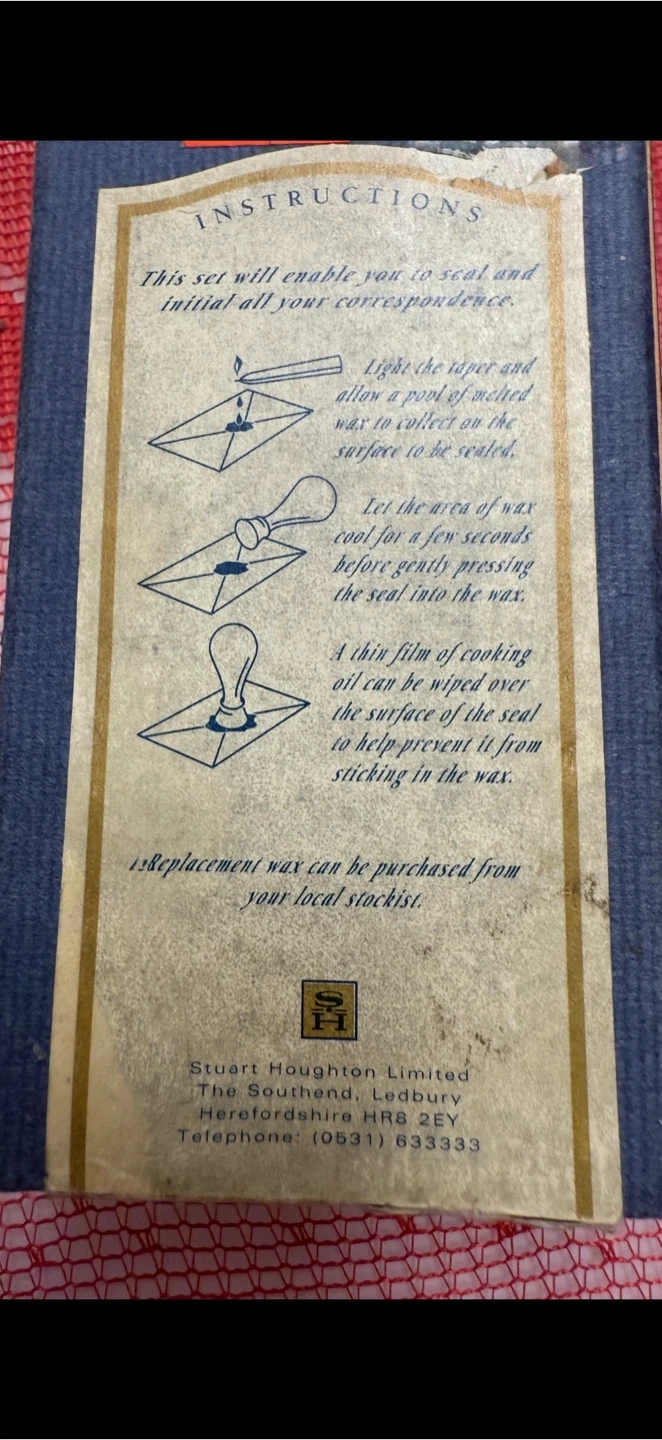 INSTRUCTIONS
This set will enable you to seal and
initial all your correspondence.
Light the taper and
allow a pool of melted
wax to collect on the
surface to be sealed.
Let the area of wax
cool for a few seconds
before gently pressing
the seal into the wax.
A thin film of cooking
oil can be wiped over
the surface of the seal
to help prevent it from
sticking in the wax.
Replacement wax can be purchased from
your local stockist.
S
H
Stuart Houghton Limited
The Southend, Ledbury
Herefordshire HR8 2EY
Telephone: (0531) 633333